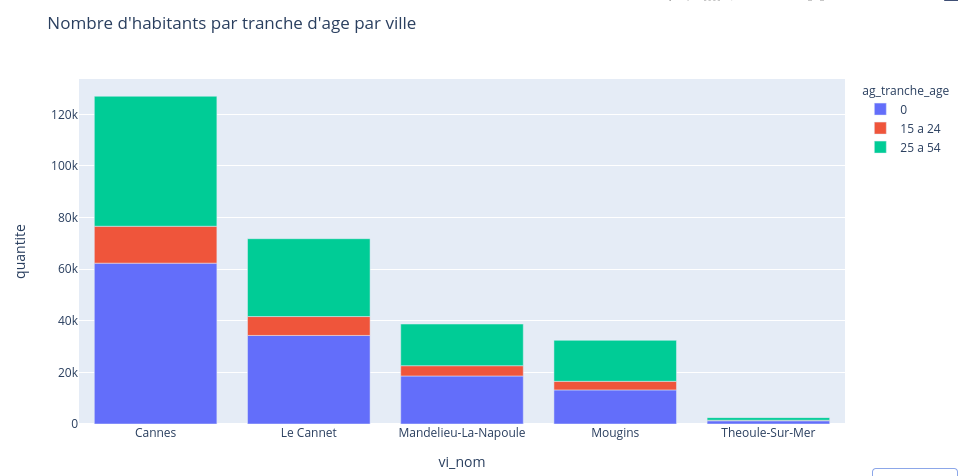 Nombre d'habitants par tranche d'age par ville
ag_tranche_age
0
15 a 24
25 a 54
120k
100k
80k
60k
40k
20k
0
quantite
Cannes
Le Cannet
Mandelieu-La-Napoule
Mougins
Theoule-Sur-Mer
vi_nom